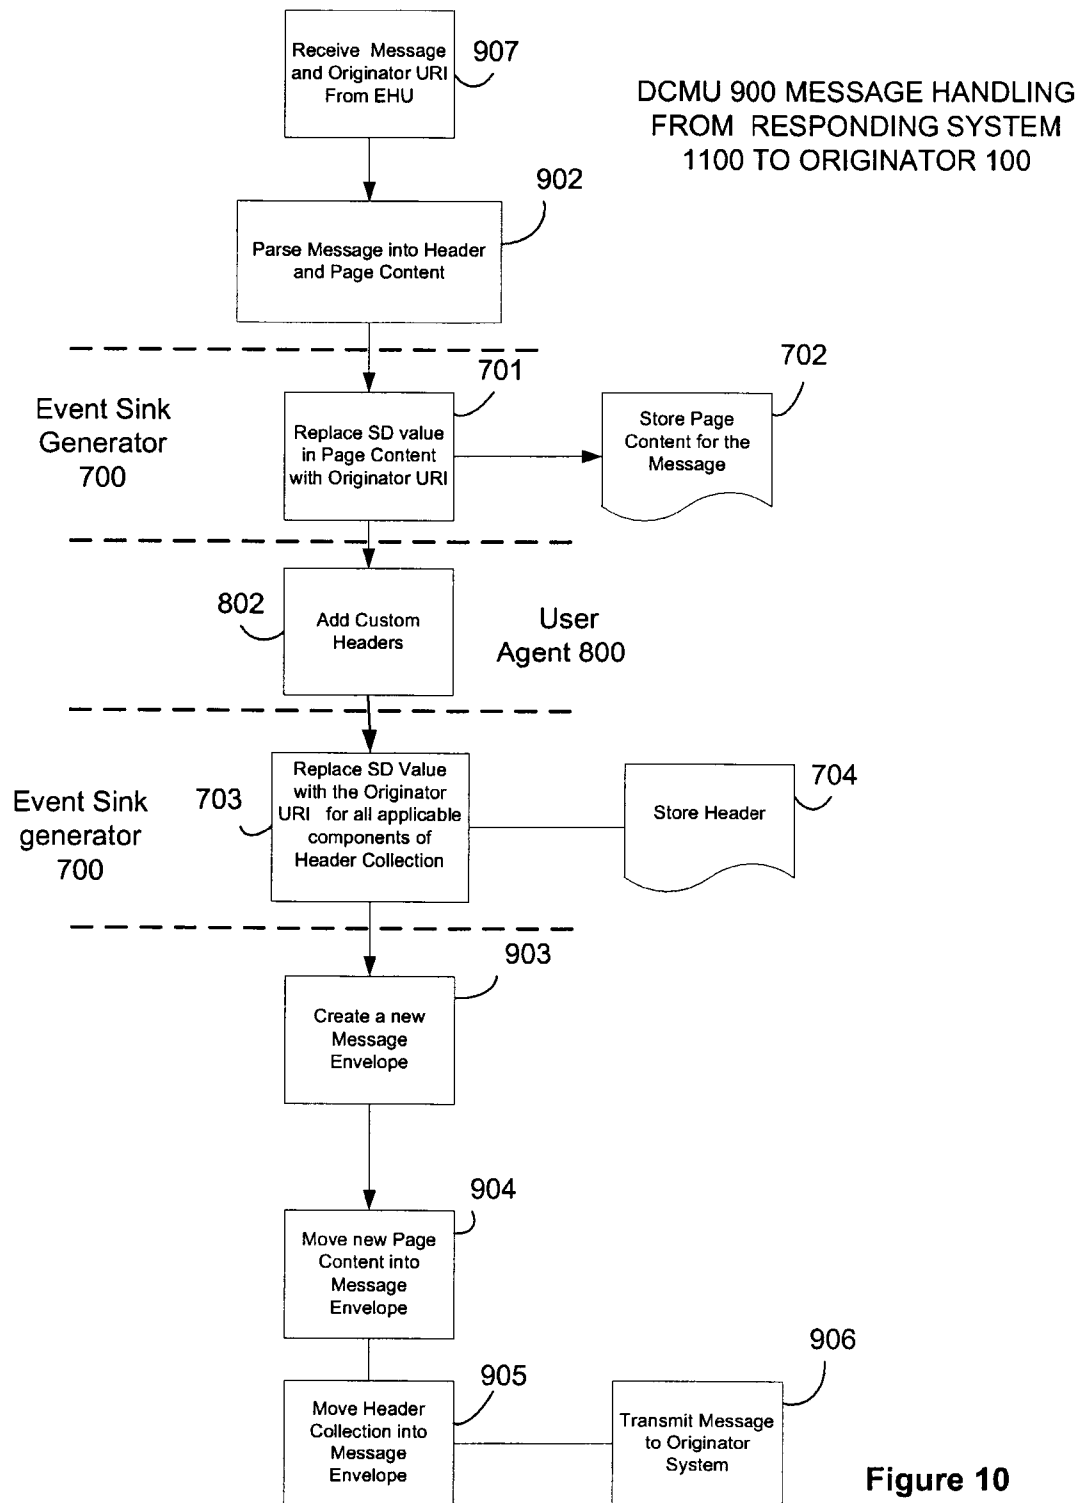 Receive Message
and Originator URI
From EHU
907
DCMU 900 MESSAGE HANDLING
FROM RESPONDING SYSTEM
1100 TO ORIGINATOR 100
902
Parse Message into Header
and Page Content
Event Sink
Generator
700
701
Replace SD value
in Page Content
with Originator URI
702
Store Page
Content for the
Message
802
Add Custom
Headers
User
Agent 800
Event Sink
generator
700
703
Replace SD Value
with the Originator
URI for all applicable
components of
Header Collection
704
Store Header
903
Create a new
Message
Envelope
904
Move new Page
Content into
Message
Envelope
905
Move Header
Collection into
Message
Envelope
906
Transmit Message
to Originator
System
Figure 10